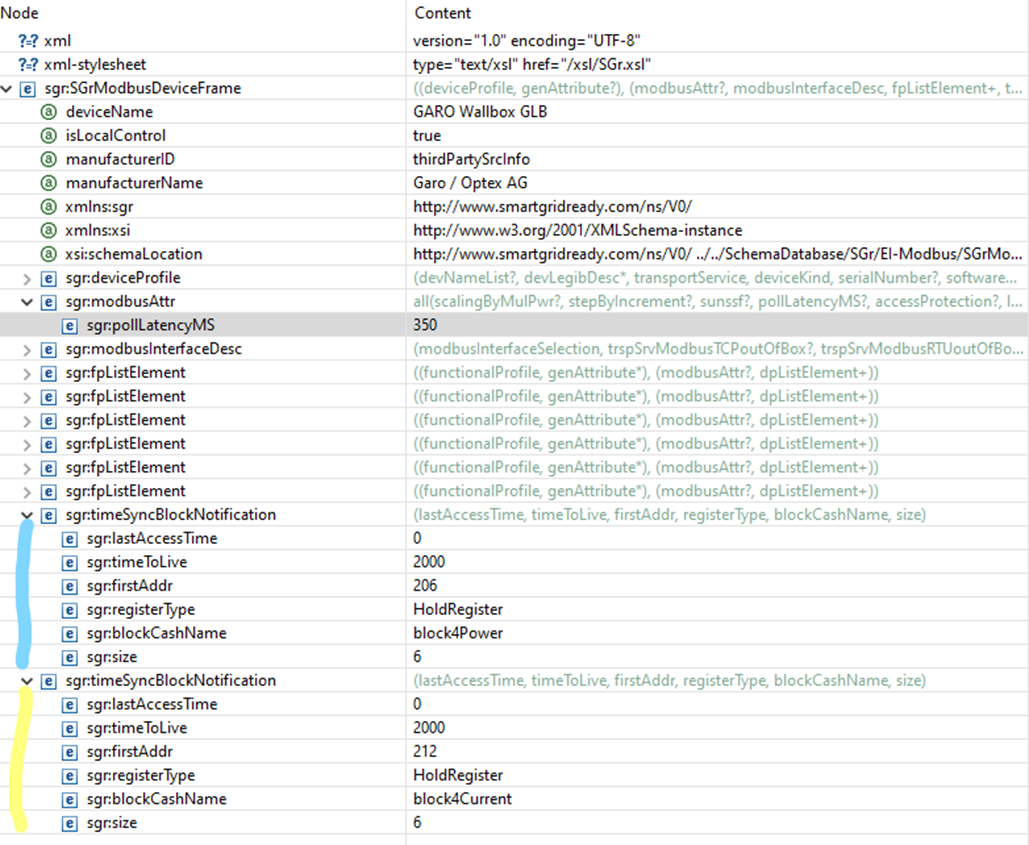 Node Content
?=? xml version="1.0" encoding="UTF-8"
?=? xml-stylesheet type="text/xsl" href="/xsl/SGr.xsl"
e sgr:SGrModbusDeviceFrame ((deviceProfile, genAttribute?), (modbusAttr?, modbusInterfaceDesc, fpListElement+, t...
a deviceName GARO Wallbox GLB
a isLocalControl true
a manufacturerID thirdPartySrcInfo
a manufacturerName Garo / Optex AG
a xmlns:sgr http://www.smartgridready.com/ns/V0/
a xmlns:xsi http://www.w3.org/2001/XMLSchema-instance
a xsi:schemaLocation http://www.smartgridready.com/ns/V0/ ../../SchemaDatabase/SGr/EI-Modbus/SGrMo...
e sgr:deviceProfile (devNameList?, devLegibDesc*, transportService, deviceKind, serialNumber?, software...
e sgr:modbusAttr all(scalingByMulPwr?, stepByIncrement?, sunssf?, pollLatencyMS?, accessProtection?, l...
e sgr:pollLatencyMS 350
e sgr:modbusInterfaceDesc (modbusInterfaceSelection, trspSrvModbusTCPoutOfBox?, trspSrvModbusRTUoutOfBo...
e sgr:fpListElement ((functionalProfile, genAttribute*), (modbusAttr?, dpListElement+))
e sgr:fpListElement ((functionalProfile, genAttribute*), (modbusAttr?, dpListElement+))
e sgr:fpListElement ((functionalProfile, genAttribute*), (modbusAttr?, dpListElement+))
e sgr:fpListElement ((functionalProfile, genAttribute*), (modbusAttr?, dpListElement+))
e sgr:fpListElement ((functionalProfile, genAttribute*), (modbusAttr?, dpListElement+))
e sgr:fpListElement ((functionalProfile, genAttribute*), (modbusAttr?, dpListElement+))
e sgr:timeSyncBlockNotification (lastAccessTime, timeToLive, firstAddr, registerType, blockCashName, size)
e sgr:lastAccessTime 0
e sgr:timeToLive 2000
e sgr:firstAddr 206
e sgr:registerType HoldRegister
e sgr:blockCashName block4Power
e sgr:size 6
e sgr:timeSyncBlockNotification (lastAccessTime, timeToLive, firstAddr, registerType, blockCashName, size)
e sgr:lastAccessTime 0
e sgr:timeToLive 2000
e sgr:firstAddr 212
e sgr:registerType HoldRegister
e sgr:blockCashName block4Current
e sgr:size 6